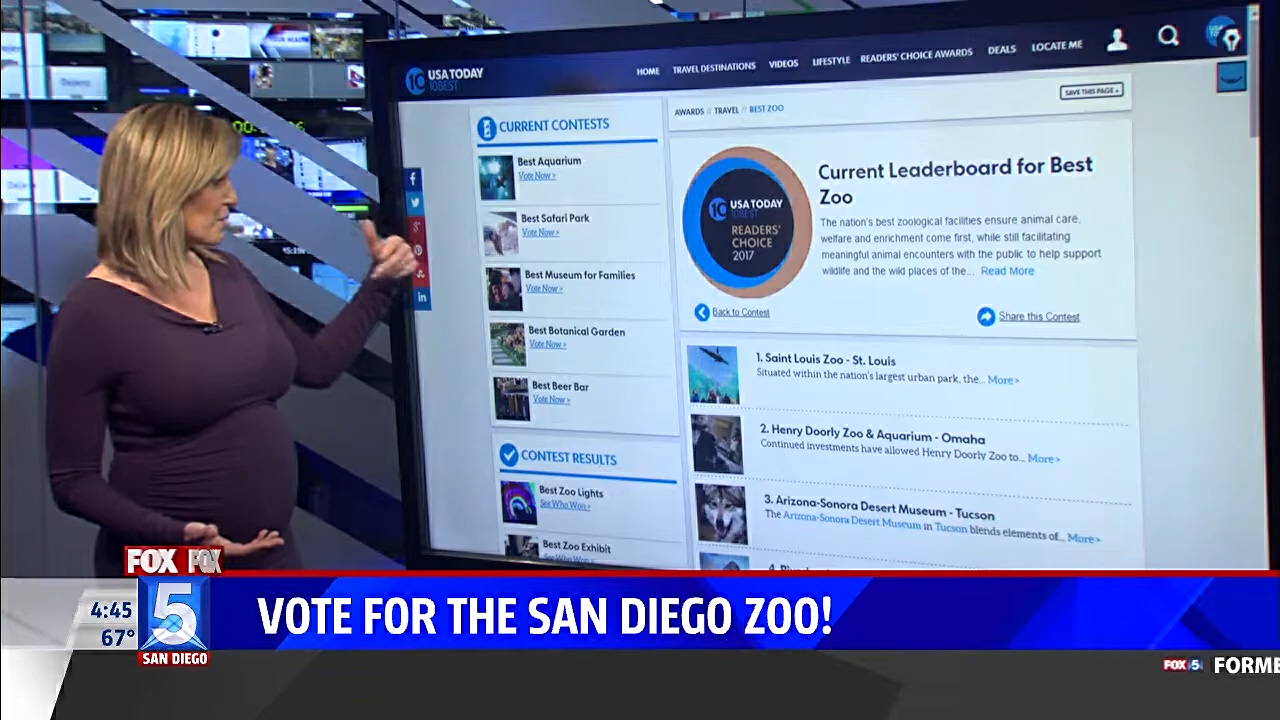 USA TODAY
10BEST
HOME TRAVEL DESTINATIONS VIDEOS LIFESTYLE READERS' CHOICE AWARDS DEALS LOCATE ME
SAVE THIS PAGE
AWARDS // TRAVEL // BEST ZOO
CURRENT CONTESTS
Best Aquarium
Vote Now >
Best Safari Park
Vote Now >
Best Museum for Families
Vote Now >
Best Botanical Garden
Vote Now >
Best Beer Bar
Vote Now >
CONTEST RESULTS
Best Zoo Lights
See Who Won >
Best Zoo Exhibit
See Who Won >
10 USA TODAY
10BEST
READERS'
CHOICE
2017
Current Leaderboard for Best
Zoo
The nation's best zoological facilities ensure animal care,
welfare and enrichment come first, while still facilitating
meaningful animal encounters with the public to help support
wildlife and the wild places of the... Read More
Back to Contest
Share this Contest
1. Saint Louis Zoo - St. Louis
Situated within the nation's largest urban park, the... More >
2. Henry Doorly Zoo & Aquarium - Omaha
Continued investments have allowed Henry Doorly Zoo to... More >
3. Arizona-Sonora Desert Museum - Tucson
The Arizona-Sonora Desert Museum in Tucson blends elements of... More >
FOX FOX
5
SAN DIEGO
4:45
67°
VOTE FOR THE SAN DIEGO ZOO!
FOX 5 FORME